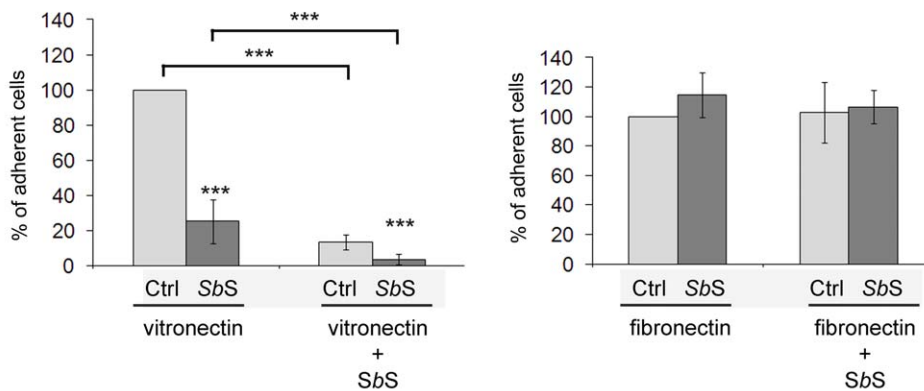 ***
***
% of adherent cells
140
120
100
80
60
40
20
0
***
***
Ctrl SbS Ctrl SbS
vitronectin vitronectin
+
SbS
% of adherent cells
140
120
100
80
60
40
20
0
Ctrl SbS Ctrl SbS
fibronectin fibronectin
+
SbS